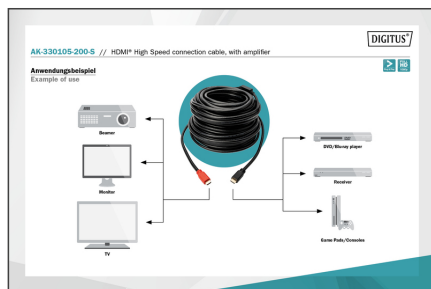 DIGITUS®
AK-330105-200-S // HDMI® High Speed connection cable, with amplifier
Anwendungsbeispiel
Example of use
Beamer
Monitor
TV
DVD/Bluray player
Receiver
Game Pads/Consoles